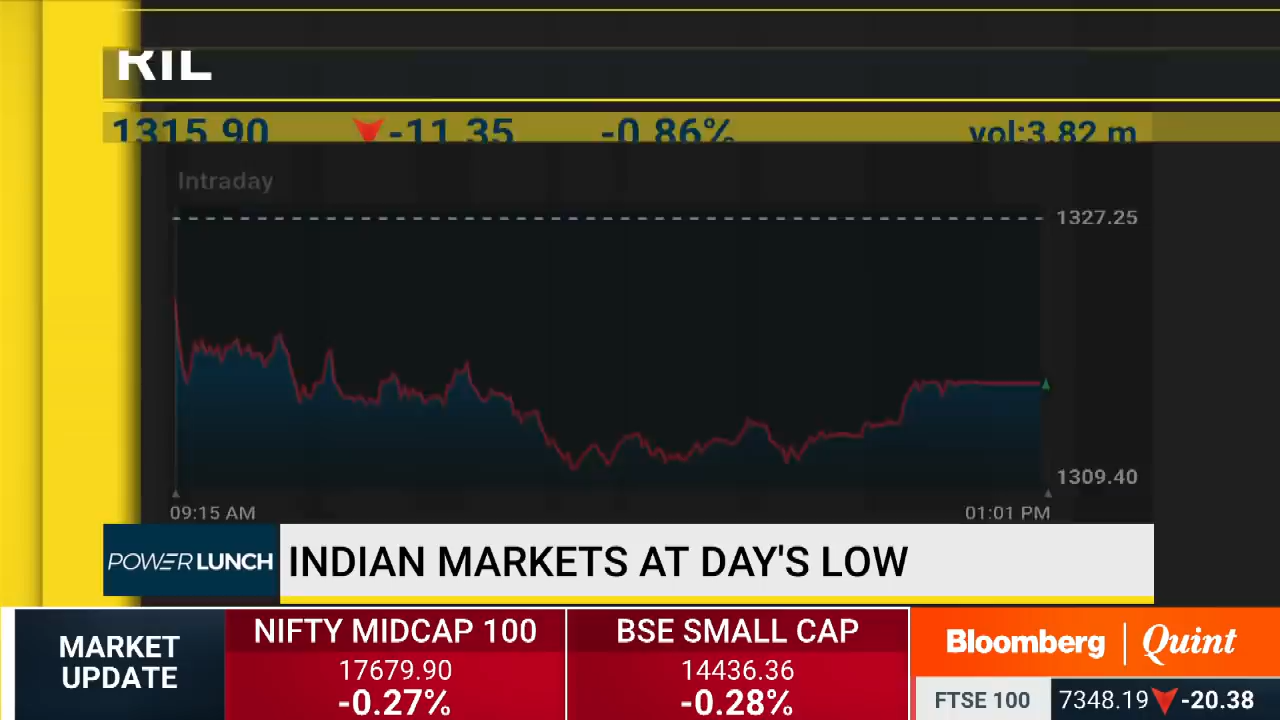 RIL
1315.90 -11.35 -0.86% vol:3.82 m
Intraday
1327.25
1309.40
09:15 AM 01:01 PM
POWER LUNCH INDIAN MARKETS AT DAY'S LOW
MARKET UPDATE
NIFTY MIDCAP 100
17679.90
-0.27%
BSE SMALL CAP
14436.36
-0.28%
Bloomberg | Quint
FTSE 100 7348.19 -20.38